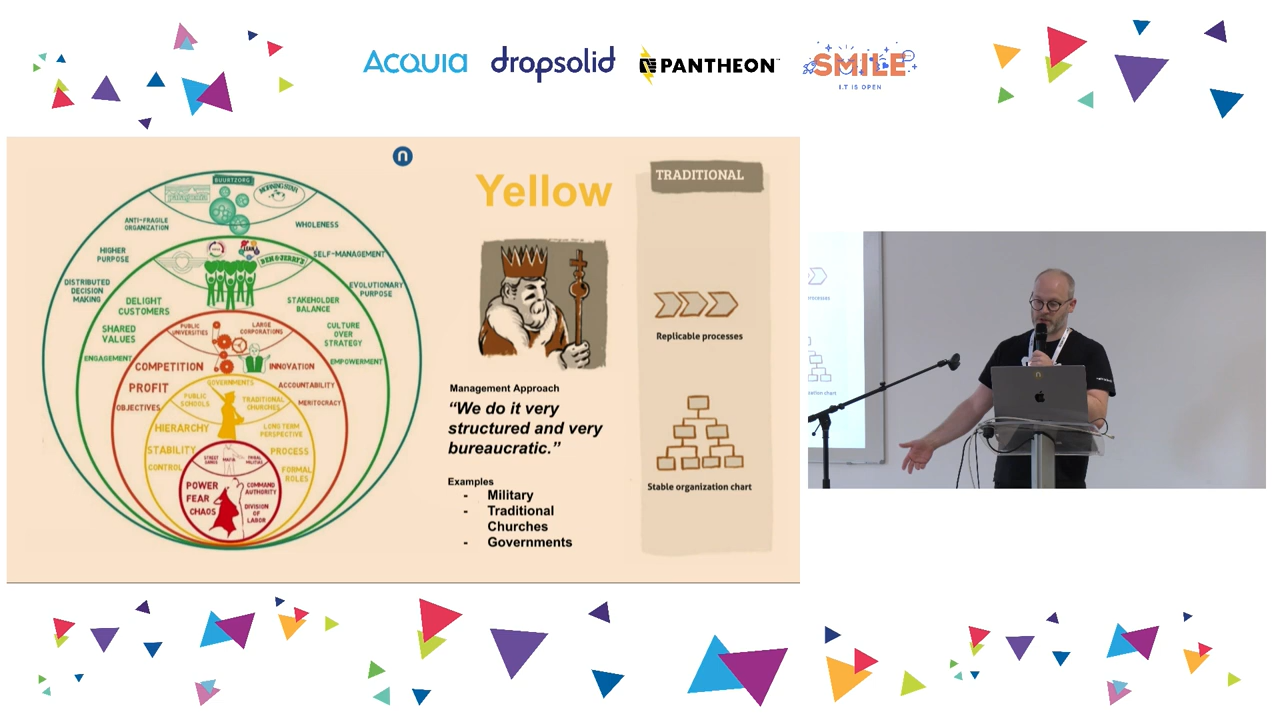 ACQUIA
dropsolid
PANTHEON
SMILE
I.T IS OPEN
n
BUURTZORG
patagonia
MORNING STAR
ANTI-FRAGILE
ORGANIZATION
WHOLENESS
HIGHER
PURPOSE
SELF-MANAGEMENT
DISTRIBUTED
DECISION
MAKING
EVOLUTIONARY
PURPOSE
BEN & JERRY'S
DELIGHT
CUSTOMERS
STAKEHOLDER
BALANCE
SHARED
VALUES
CULTURE
OVER
STRATEGY
ENGAGEMENT
EMPOWERMENT
PUBLIC
UNIVERSITIES
LARGE
CORPORATIONS
COMPETITION
INNOVATION
PROFIT
ACCOUNTABILITY
OBJECTIVES
MERITOCRACY
GOVERNMENTS
PUBLIC
SCHOOLS
TRADITIONAL
CHURCHES
HIERARCHY
LONG TERM
PERSPECTIVE
STABILITY
PROCESS
CONTROL
FORMAL
ROLES
STREET
GANGS
MAFIA
TRIBAL
MILITIAS
POWER
FEAR
CHAOS
COMMAND
AUTHORITY
DIVISION
OF
LABOR
Yellow
Management Approach
“We do it very
structured and very
bureaucratic.”
Examples
- Military
- Traditional
Churches
- Governments
TRADITIONAL
Replicable processes
Stable organization chart